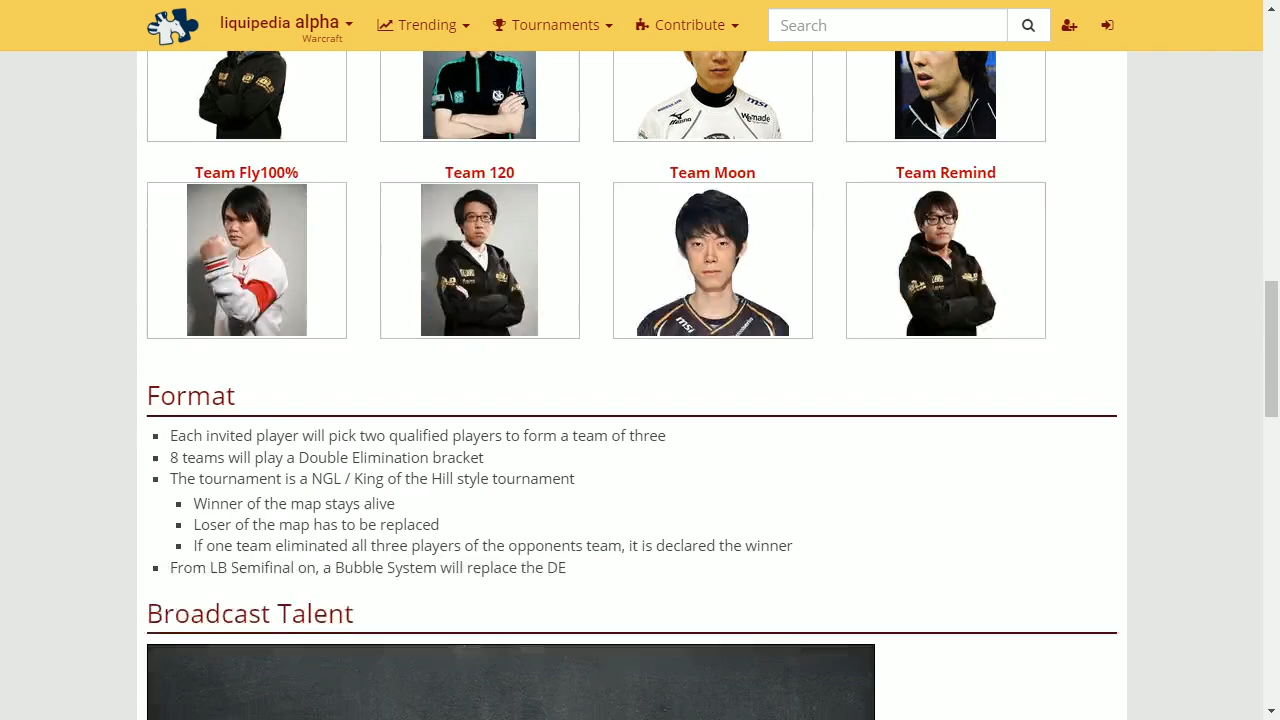 liquipedia alpha
Warcraft
Trending
Tournaments
Contribute
Search
msi
Wemade
MIZUNO
Team Fly100%
Team 120
Team Moon
Team Remind
msi
Format
Each invited player will pick two qualified players to form a team of three
8 teams will play a Double Elimination bracket
The tournament is a NGL / King of the Hill style tournament
Winner of the map stays alive
Loser of the map has to be replaced
If one team eliminated all three players of the opponents team, it is declared the winner
From LB Semifinal on, a Bubble System will replace the DE
Broadcast Talent